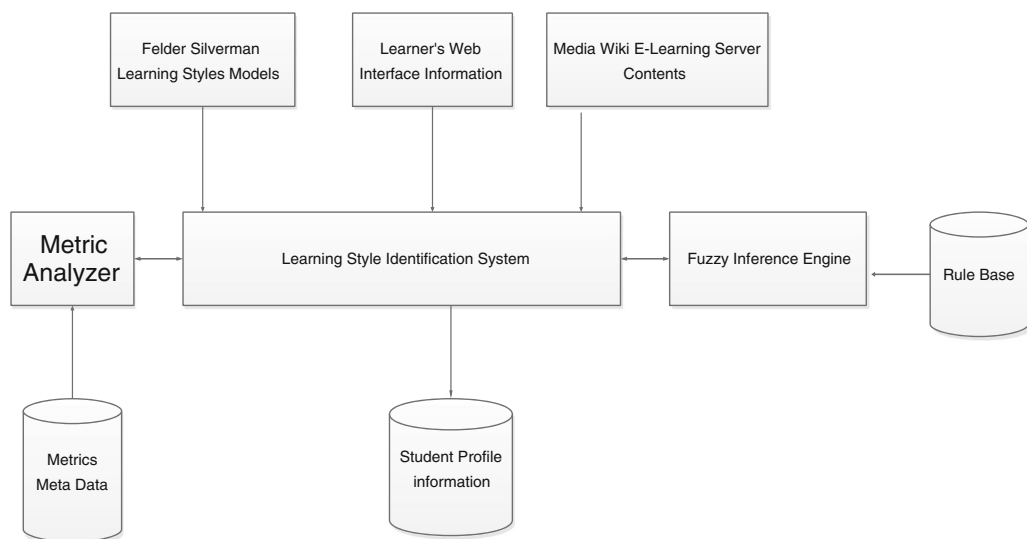 Felder Silverman
Learning Styles Models
Learner's Web
Interface Information
Media Wiki E-Learning Server
Contents
Metric
Analyzer
Learning Style Identification System
Fuzzy Inference Engine
Rule Base
Metrics
Meta Data
Student Profile
information